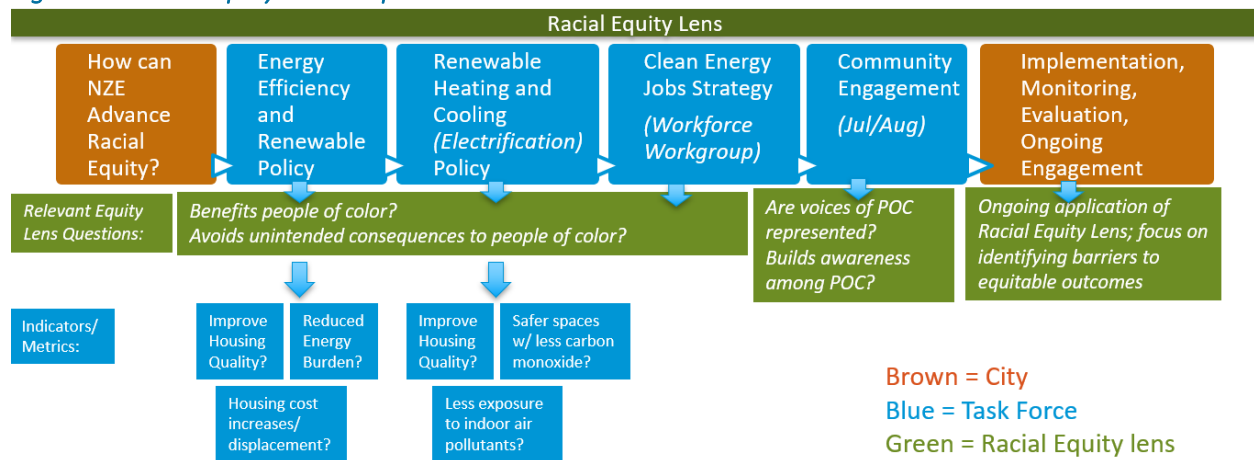 Racial Equity Lens
How can
NZE
Advance
Racial
Equity?
Energy
Efficiency
and
Renewable
Policy
Renewable
Heating and
Cooling
(Electrification)
Policy
Clean Energy
Jobs Strategy
(Workforce
Workgroup)
Community
Engagement
(Jul/Aug)
Implementation,
Monitoring,
Evaluation,
Ongoing
Engagement
Relevant Equity
Lens Questions:
Benefits people of color?
Avoids unintended consequences to people of color?
Are voices of POC
represented?
Builds awareness
among POC?
Ongoing application of
Racial Equity Lens; focus on
identifying barriers to
equitable outcomes
Indicators/
Metrics:
Improve
Housing
Quality?
Reduced
Energy
Burden?
Improve
Housing
Quality?
Safer spaces
w/ less carbon
monoxide?
Housing cost
increases/
displacement?
Less exposure
to indoor air
pollutants?
Brown = City
Blue = Task Force
Green = Racial Equity lens